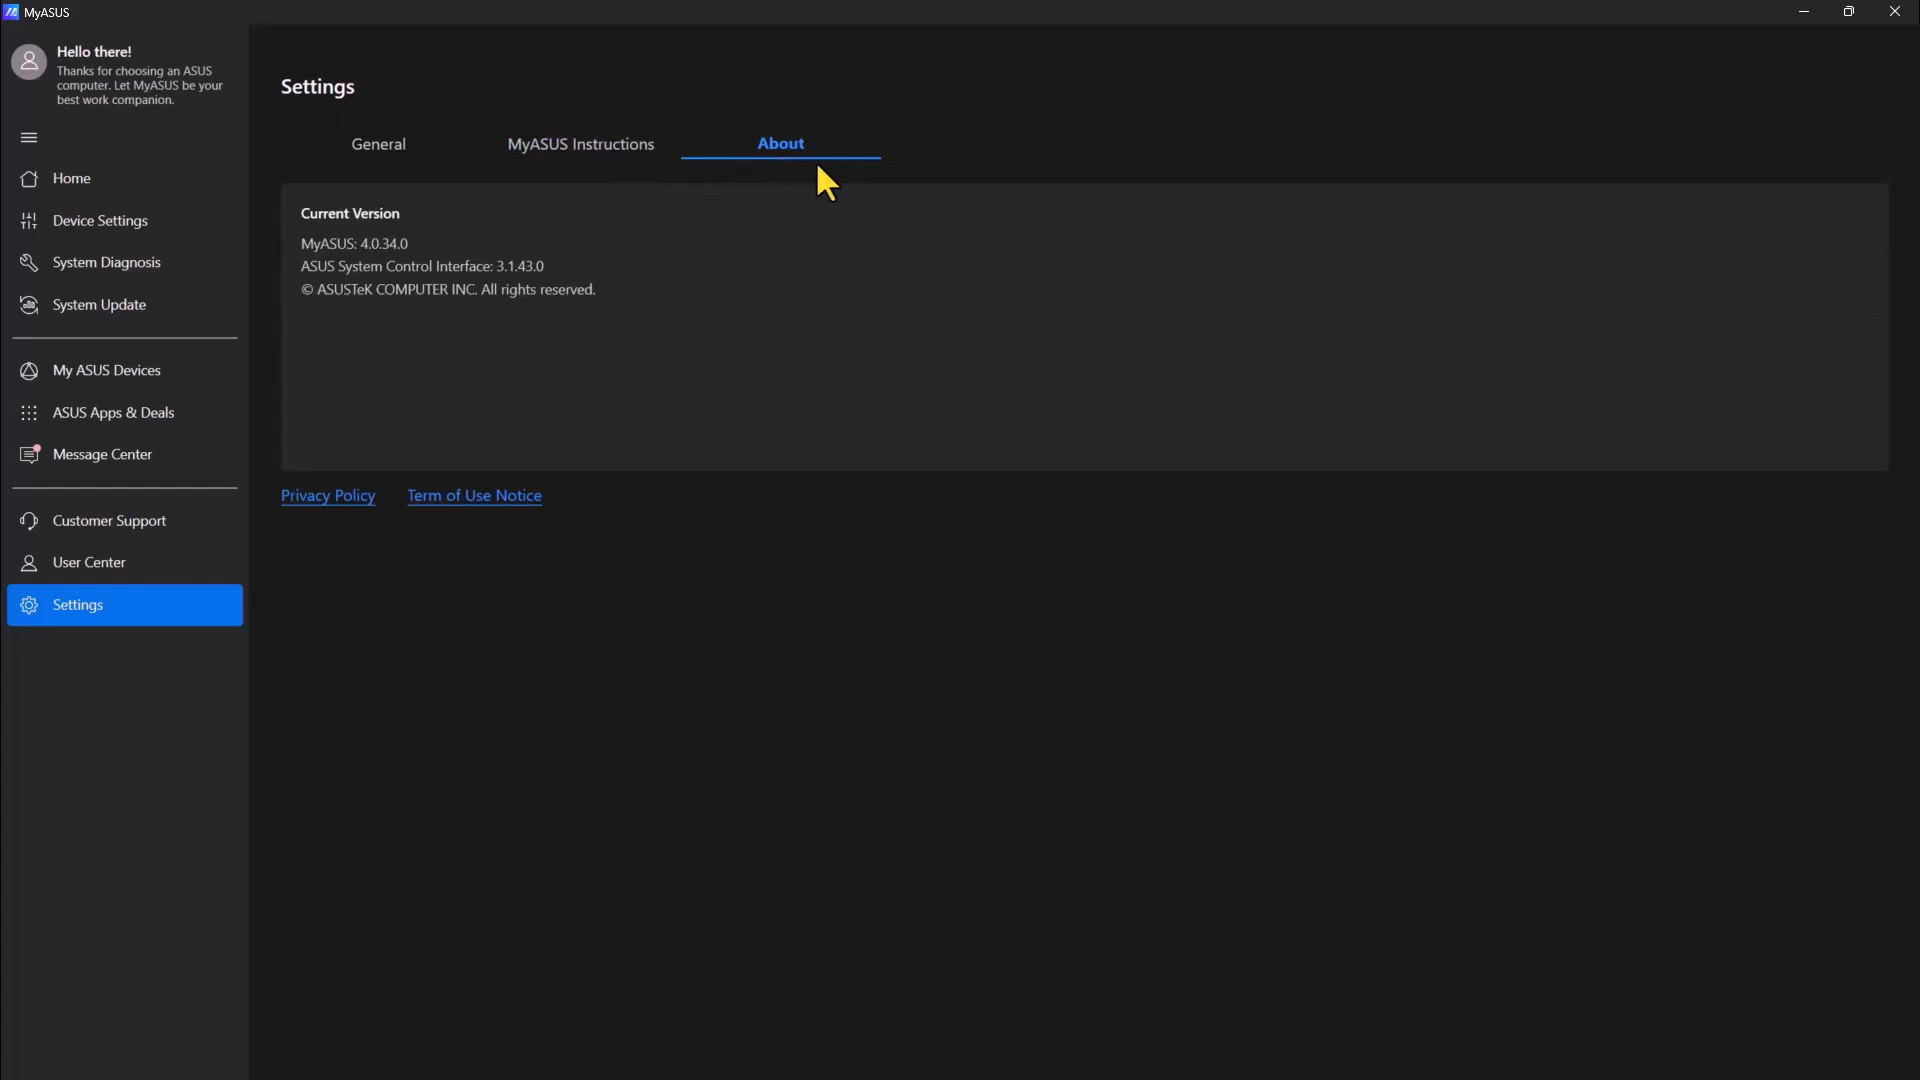 MyASUS
Hello there!
Thanks for choosing an ASUS
computer. Let MyASUS be your
best work companion.
Home
Device Settings
System Diagnosis
System Update
My ASUS Devices
ASUS Apps & Deals
Message Center
Customer Support
User Center
Settings
Settings
General
MyASUS Instructions
About
Current Version
MyASUS: 4.0.34.0
ASUS System Control Interface: 3.1.43.0
© ASUSTeK COMPUTER INC. All rights reserved.
Privacy Policy
Term of Use Notice